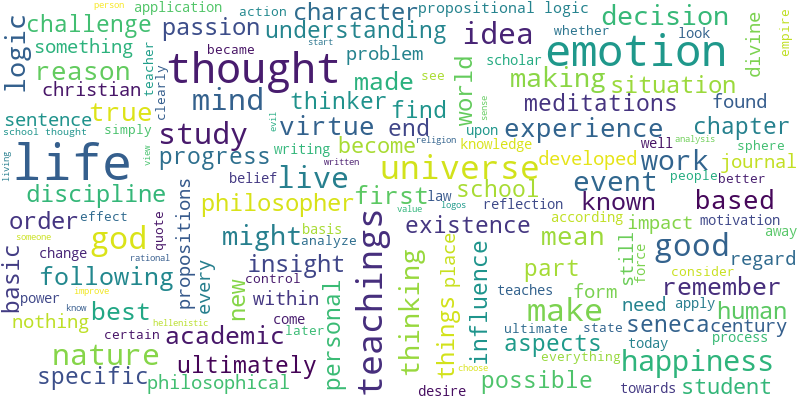 person
application
action
character
propositional logic
challenge
passion
understanding
decision
logic
something
teacher
became
start
idea
whether
look
divine
empire
emotion
reason
clearly
thought
problem
scholar
christian
mind
made
see
world
making
situation
true
thinker
find
meditations
found
sentence
school thought
simply
study
evil
virtue
end
upon
sense
experience
chapter
life
living
view
progress
writing
religion
become
knowledge
work
well
analysis
sphere
universe
developed
journal
belief
written
live
event
people
better
discipline
philosopher
first
law
school
known
based
value
logos
reflection
order
effect
god
quote
might
basis
analyze
teachings
existence
according
impact
motivation
away
basic
change
rational
propositions
every
insight
mean
still
force
good
regard
following
control
thinking
things
place
influence
part
consider
remember
power
know
improve
new
within
personal
teaches
form
need
apply
human
nothing
best
certain
hellenistic
come
later
make
seneca
century
someone
academic
ultimate
state
today
process
nature
aspects
everything
happiness
specific
philosophical
ultimately
desire
choose
possible
towards
student